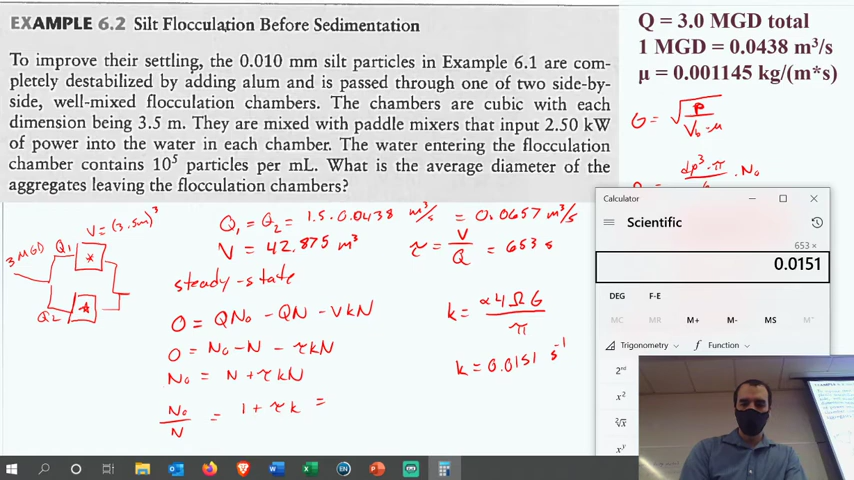 EXAMPLE 6.2 Silt Flocculation Before Sedimentation
To improve their settling, the 0.010 mm silt particles in Example 6.1 are com-
pletely destabilized by adding alum and is passed through one of two side-by-
side, well-mixed flocculation chambers. The chambers are cubic with each
dimension being 3.5 m. They are mixed with paddle mixers that input 2.50 kW
of power into the water in each chamber. The water entering the flocculation
chamber contains 10⁵ particles per mL. What is the average diameter of the
aggregates leaving the flocculation chambers?
Q = 3.0 MGD total
1 MGD = 0.0438 m³/s
μ = 0.001145 kg/(m*s)
G = √(P / V_b · μ)
dp³ · π · N₀
V = (3.5m)³
3 MGD
Q₁
Q₂
Q₁ = Q₂ = 1.5 · 0.0438 m³/s = 0.0657 m³/s
V = 42.875 m³
τ = V/Q = 653 s
steady-state
0 = QN₀ - QN - VkN
0 = N₀ - N - τkN
N₀ = N + τkN
N₀/N = 1 + τk =
k = α4ΩG/π
k = 0.0151 s⁻¹
Calculator
Scientific
653 ×
0.0151
DEG F-E
MC MR M+ M- MS M˅
Trigonometry Function
2ⁿᵈ
x²
²√x
xʸ